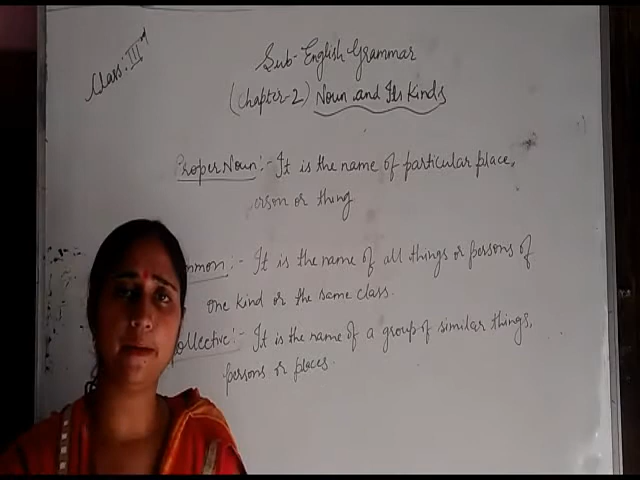 Class: III rd
Sub- English Grammar
(Chapter-2) Noun and Its Kinds
Proper Noun:- It is the name of particular place,
erson or thing
mmon:- It is the name of all things or persons of
one kind or the same class.
ollective:- It is the name of a group of similar things,
persons or places.